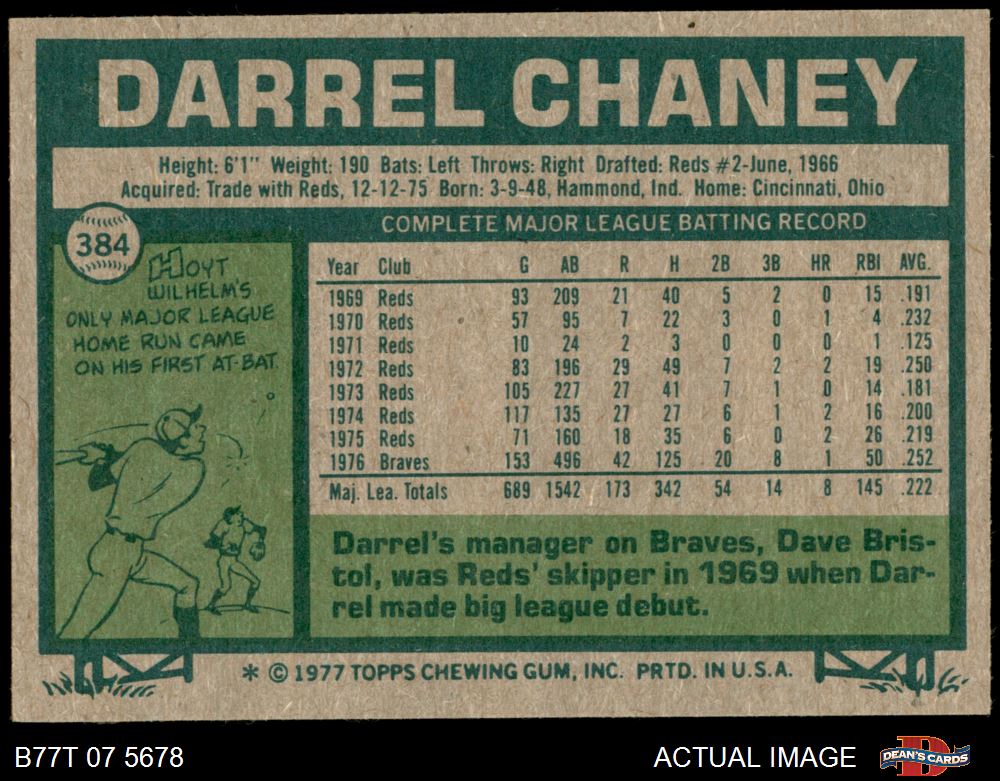 DARREL CHANEY
Height: 6'1" Weight: 190 Bats: Left Throws: Right Drafted: Reds #2-June, 1966
Acquired: Trade with Reds, 12-12-75 Born: 3-9-48, Hammond, Ind. Home: Cincinnati, Ohio
384
COMPLETE MAJOR LEAGUE BATTING RECORD
HOYT
WILHELM'S
ONLY MAJOR LEAGUE
HOME RUN CAME
ON HIS FIRST AT-BAT.
Year Club G AB R H 2B 3B HR RBI AVG.
1969 Reds 93 209 21 40 5 2 0 15 .191
1970 Reds 57 95 7 22 3 0 1 4 .232
1971 Reds 10 24 2 3 0 0 0 1 .125
1972 Reds 83 196 29 49 7 2 2 19 .250
1973 Reds 105 227 27 41 7 1 0 14 .181
1974 Reds 117 135 27 27 6 1 2 16 .200
1975 Reds 71 160 18 35 6 0 2 26 .219
1976 Braves 153 496 42 125 20 8 1 50 .252
Maj. Lea. Totals 689 1542 173 342 54 14 8 145 .222
Darrel's manager on Braves, Dave Bris-
tol, was Reds' skipper in 1969 when Dar-
rel made big league debut.
* © 1977 TOPPS CHEWING GUM, INC. PRTD. IN U.S.A.
B77T 07 5678
ACTUAL IMAGE
D
DEAN'S CARDS